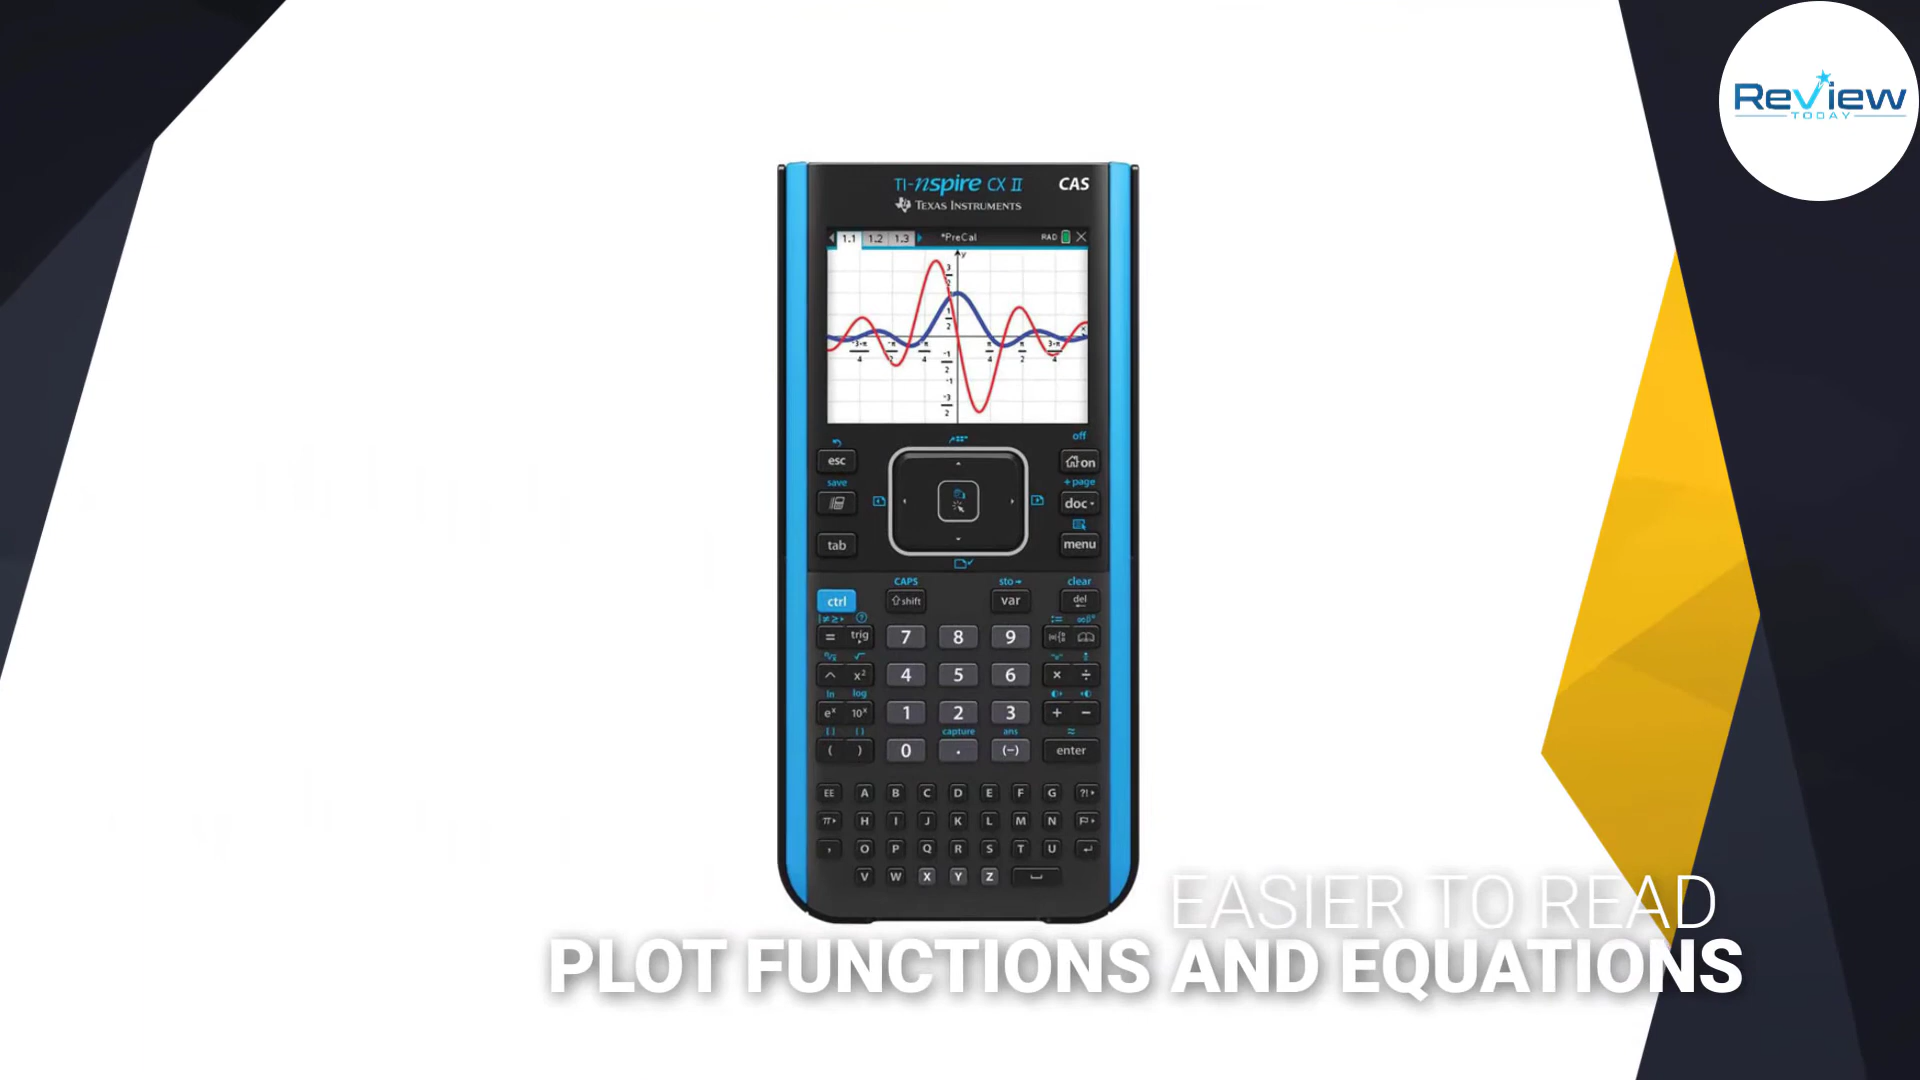 Review
TODAY
TI-nspire CX II CAS
TEXAS INSTRUMENTS
1.1 1.2 1.3 *PreCal RAD
off
esc on
save +page
doc
tab menu
CAPS sto→ clear
ctrl shift var del
= trig 7 8 9
^ x² 4 5 6 × ÷
ln log
eˣ 10ˣ 1 2 3 + −
[ ] { } capture ans ≈
( ) 0 . (−) enter
EE A B C D E F G ?!▸
π▸ H I J K L M N
, O P Q R S T U
V W X Y Z
EASIER TO READ
PLOT FUNCTIONS AND EQUATIONS